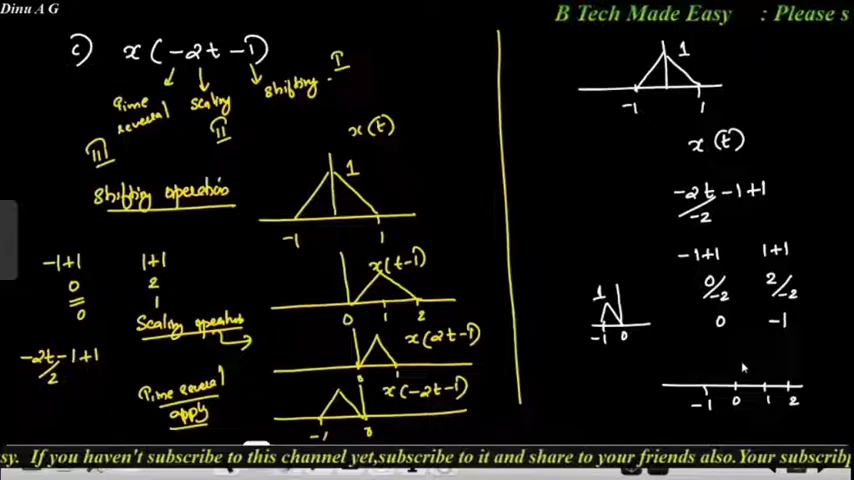 Dinu A G
B Tech Made Easy : Please s
c) x(-2t-1)
Time reversal
scaling
shifting
I
II
III
x(t)
Shifting operation
1
-1 1
-1+1 1+1
0 2
0 1
x(t-1)
0 1 2
Scaling operation
x(2t-1)
0 1
-2t-1+1
2
Time reversal
apply
x(-2t-1)
-1 0
1
-1 1
x(t)
-2t-1+1
-2
-1+1 1+1
0/-2 2/-2
0 -1
1
-1 0
-1 0 1 2
sy. If you haven't subscribe to this channel yet,subscribe to it and share to your friends also.Your subscrib